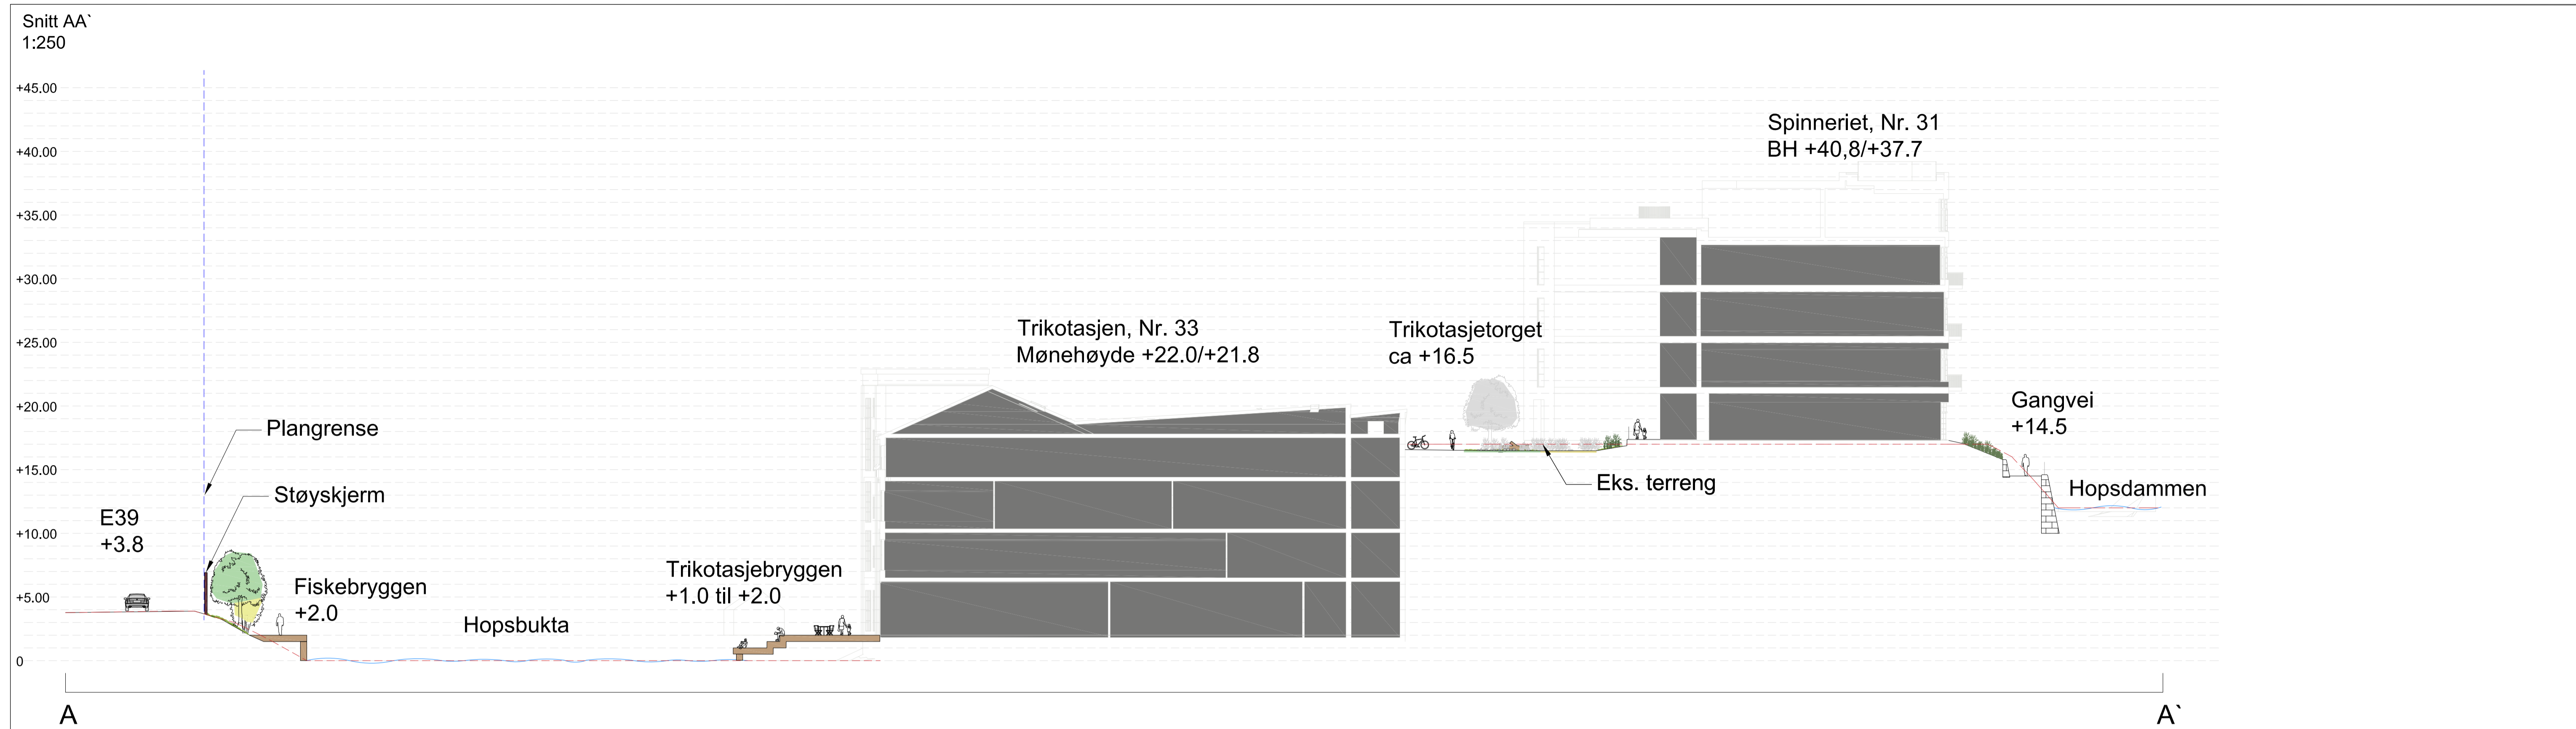 Snitt AA`
1:250
+45.00
+40.00
+35.00
+30.00
+25.00
+20.00
+15.00
+10.00
+5.00
0
Plangrense
Støyskjerm
E39
+3.8
Fiskebryggen
+2.0
Hopsbukta
Trikotasjebryggen
+1.0 til +2.0
Trikotasjen, Nr. 33
Mønehøyde +22.0/+21.8
Trikotasjetorget
ca +16.5
Eks. terreng
Spinneriet, Nr. 31
BH +40,8/+37.7
Gangvei
+14.5
Hopsdammen
A
A`